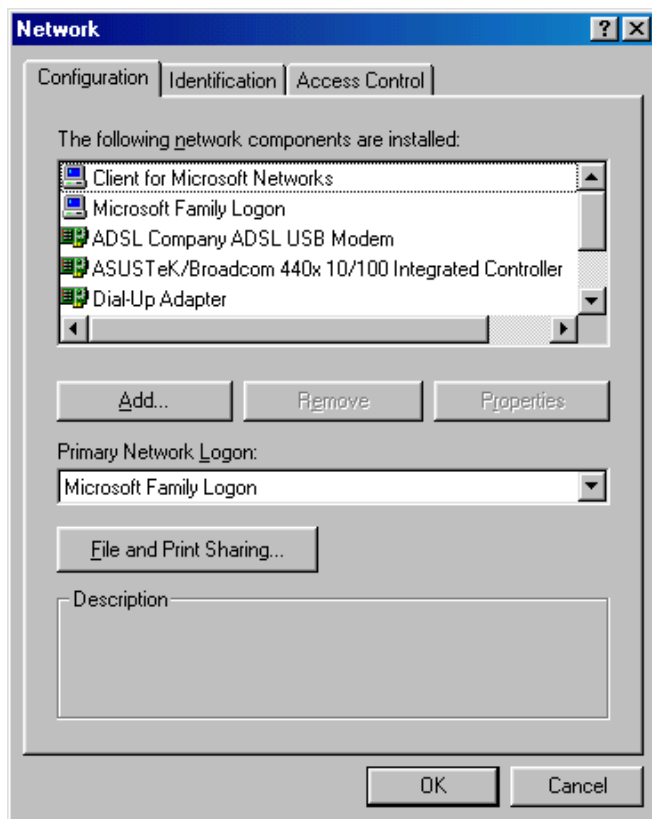 Network
Configuration Identification Access Control
The following network components are installed:
Client for Microsoft Networks
Microsoft Family Logon
ADSL Company ADSL USB Modem
ASUSTeK/Broadcom 440x 10/100 Integrated Controller
Dial-Up Adapter
Add... Remove Properties
Primary Network Logon:
Microsoft Family Logon
File and Print Sharing...
Description
OK Cancel